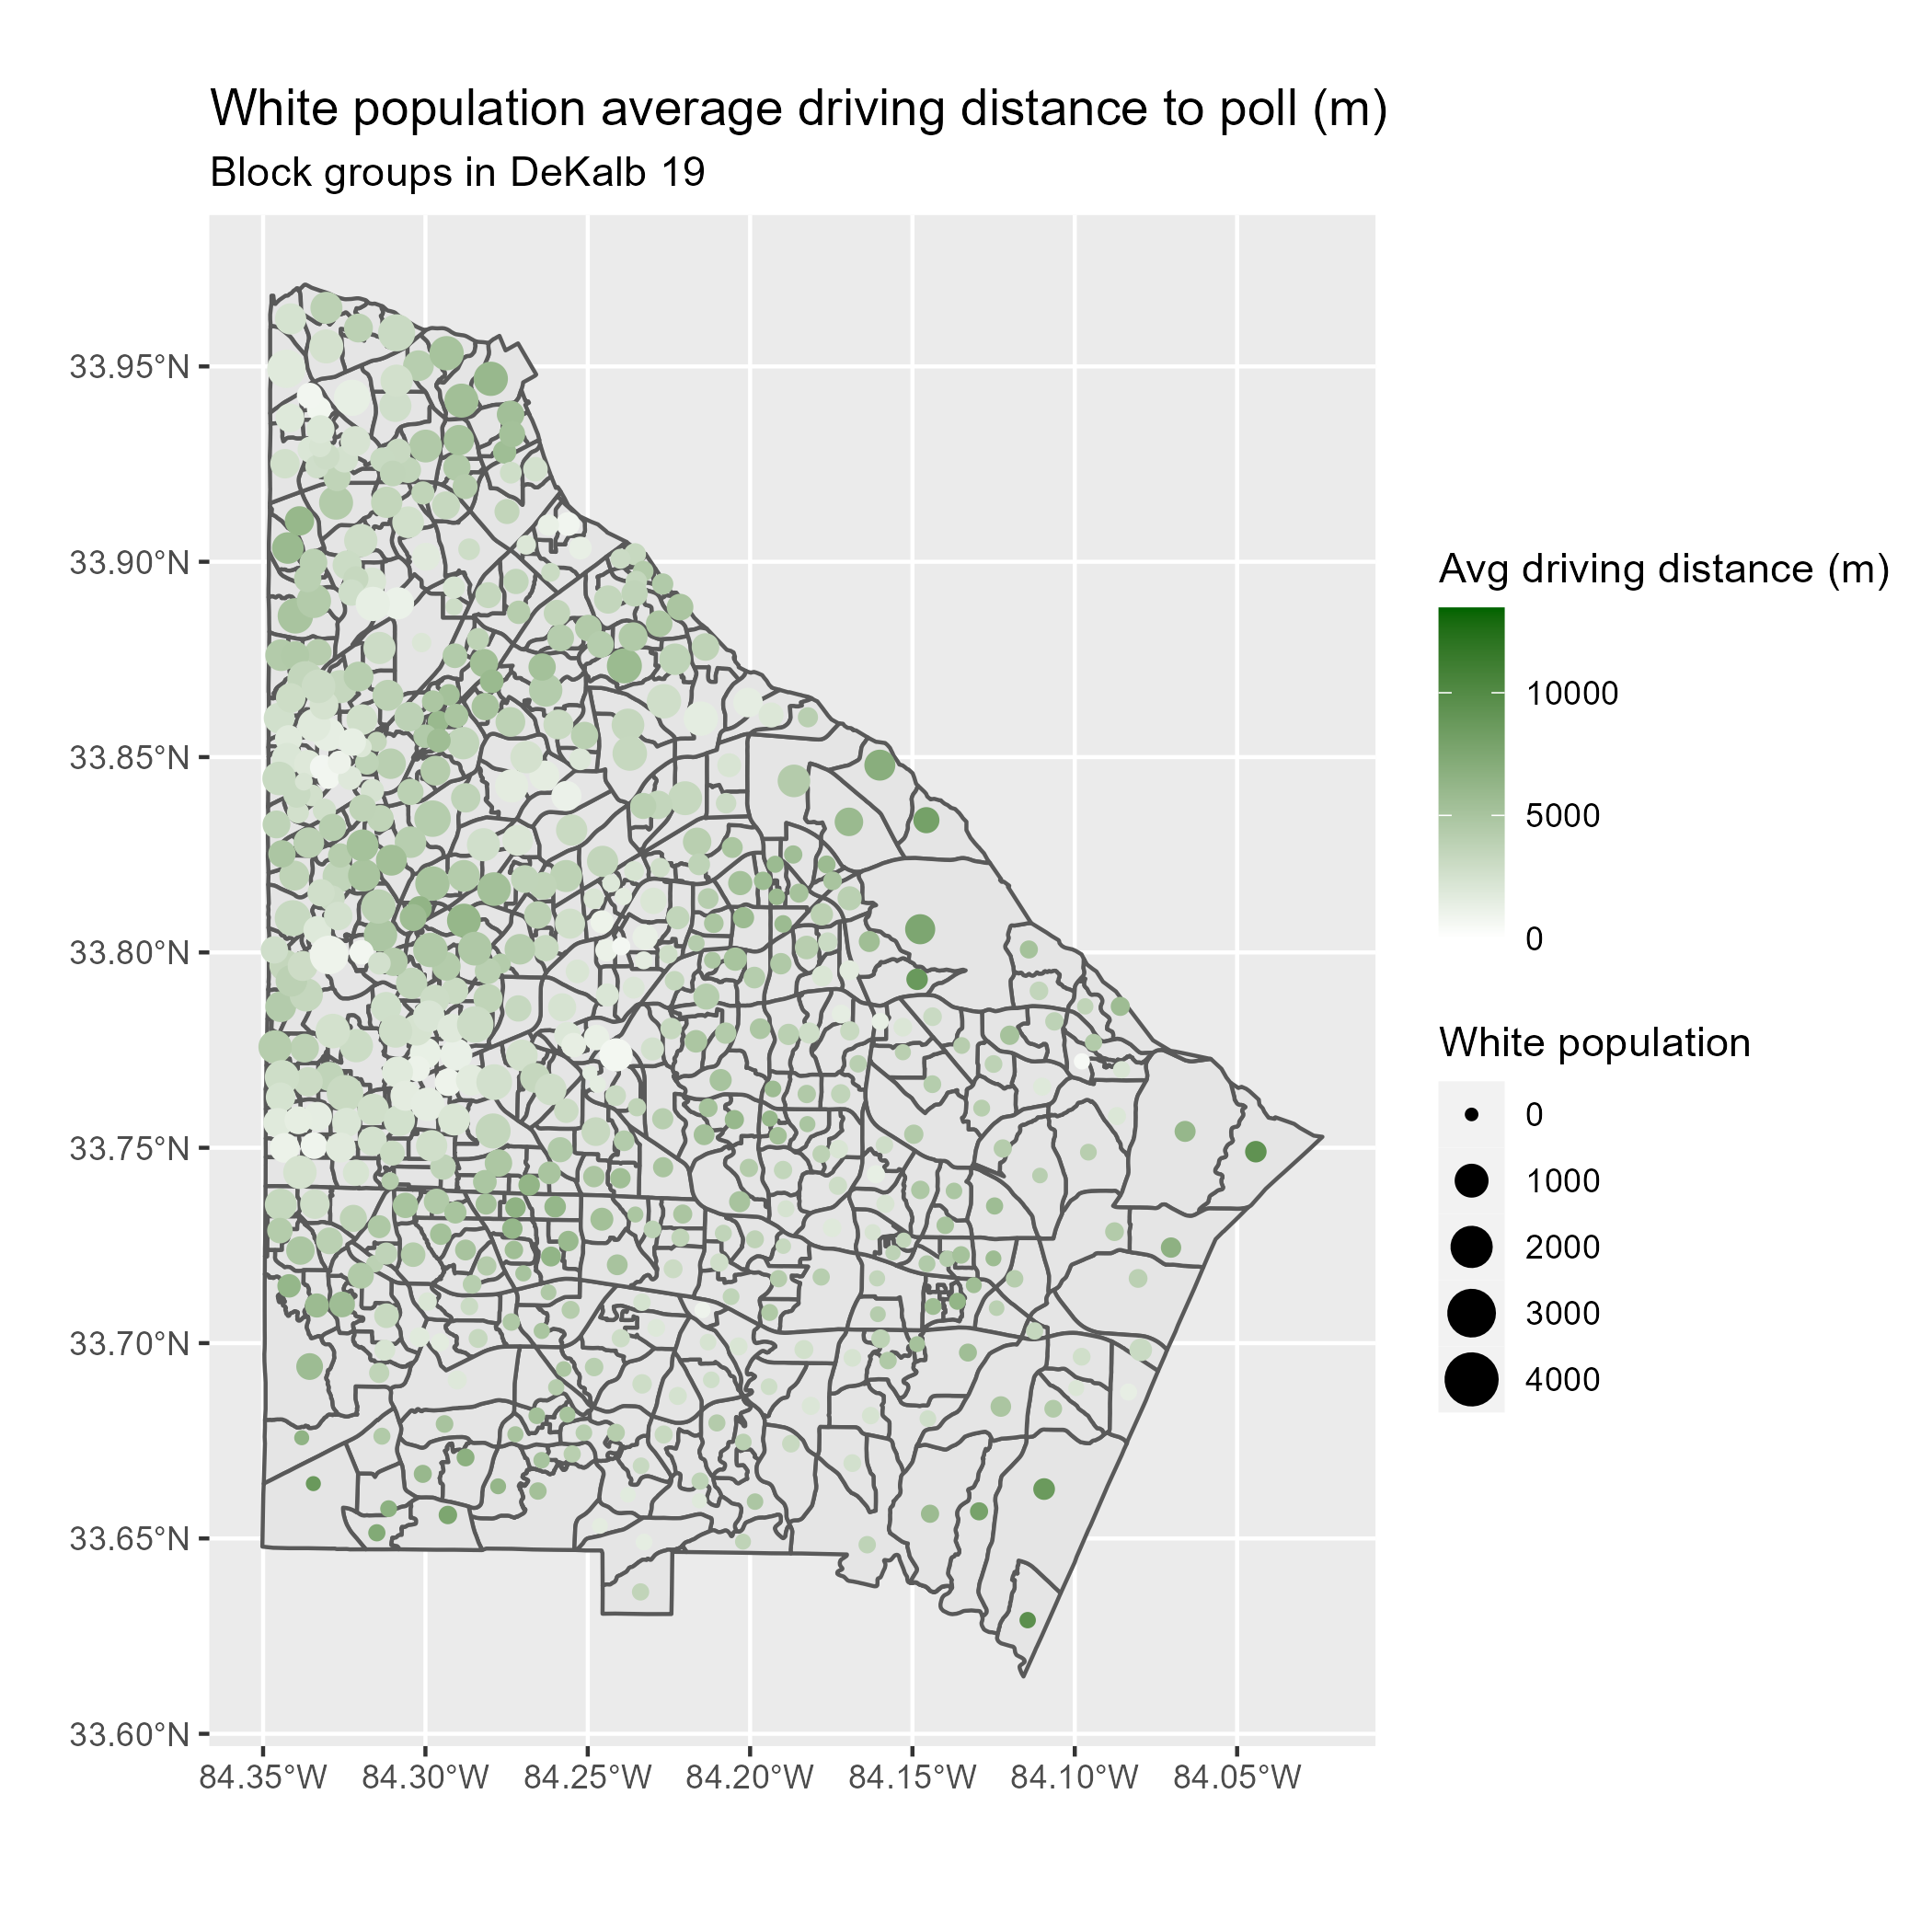 White population average driving distance to poll (m)
Block groups in DeKalb 19
33.95°N
33.90°N
33.85°N
33.80°N
33.75°N
33.70°N
33.65°N
33.60°N
84.35°W 84.30°W 84.25°W 84.20°W 84.15°W 84.10°W 84.05°W
Avg driving distance (m)
10000
5000
0
White population
0
1000
2000
3000
4000